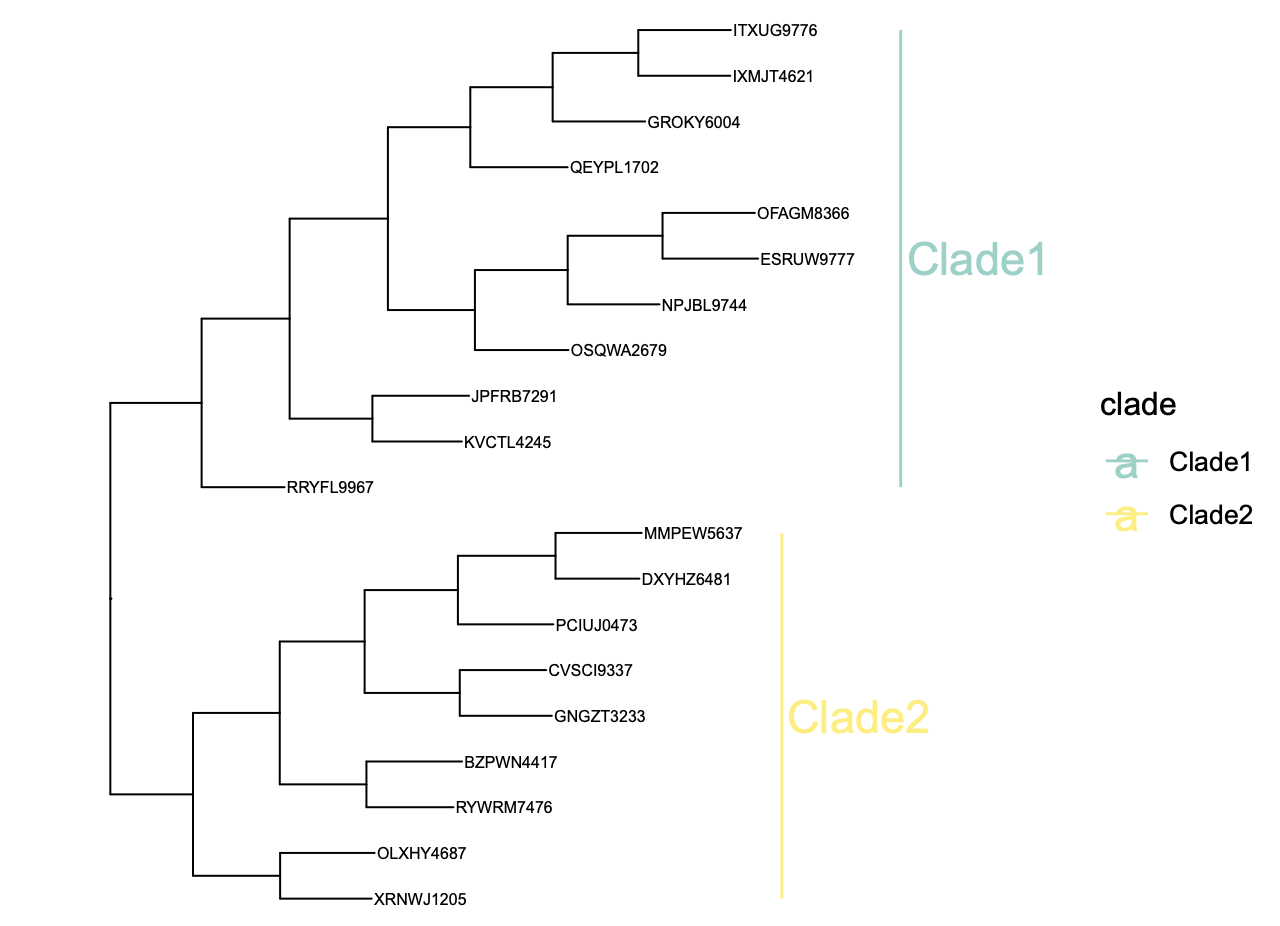 ITXUG9776
IXMJT4621
GROKY6004
QEYPL1702
OFAGM8366
ESRUW9777
Clade1
NPJBL9744
OSQWA2679
JPFRB7291
KVCTL4245
RRYFL9967
clade
a Clade1
a Clade2
MMPEW5637
DXYHZ6481
PCIUJ0473
CVSCI9337
GNGZT3233
Clade2
BZPWN4417
RYWRM7476
OLXHY4687
XRNWJ1205